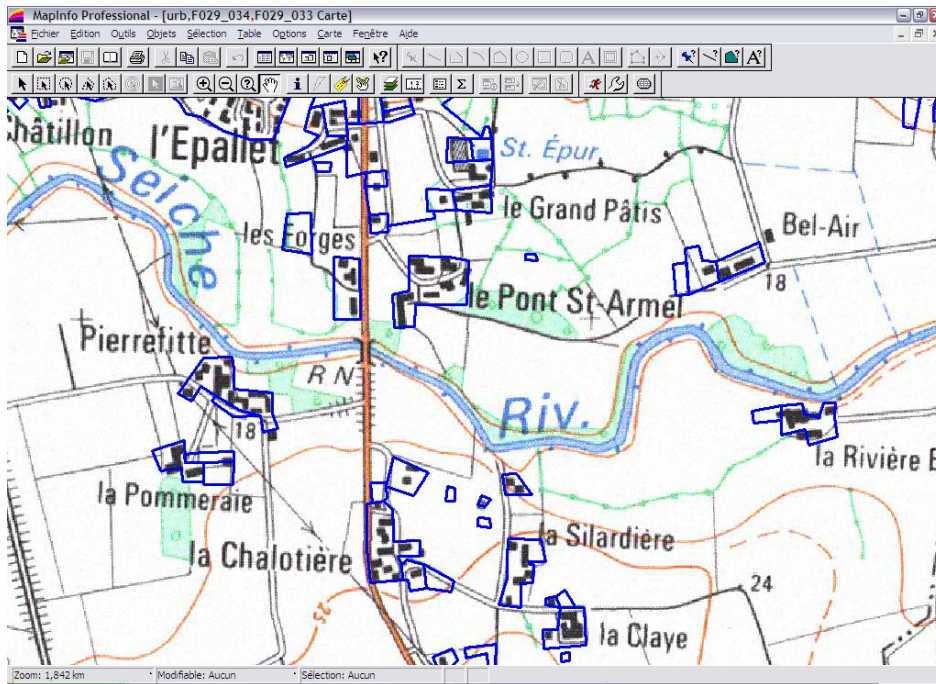 MapInfo Professional - [urb,F029_034,F029_033 Carte]
Fichier Edition Outils Objets Sélection Table Options Carte Fenêtre Aide
Châtillon
l'Epallet
St. Épur
Seiche
les Forges
le Grand Pâtis
Bel-Air
18
le Pont St-Armel
Pierrefitte
R N
Riv.
18
la Rivière B
la Pommeraie
la Silardière
la Chalotière
24
25
la Claye
Zoom: 1,842 km
Modifiable: Aucun
Sélection: Aucun